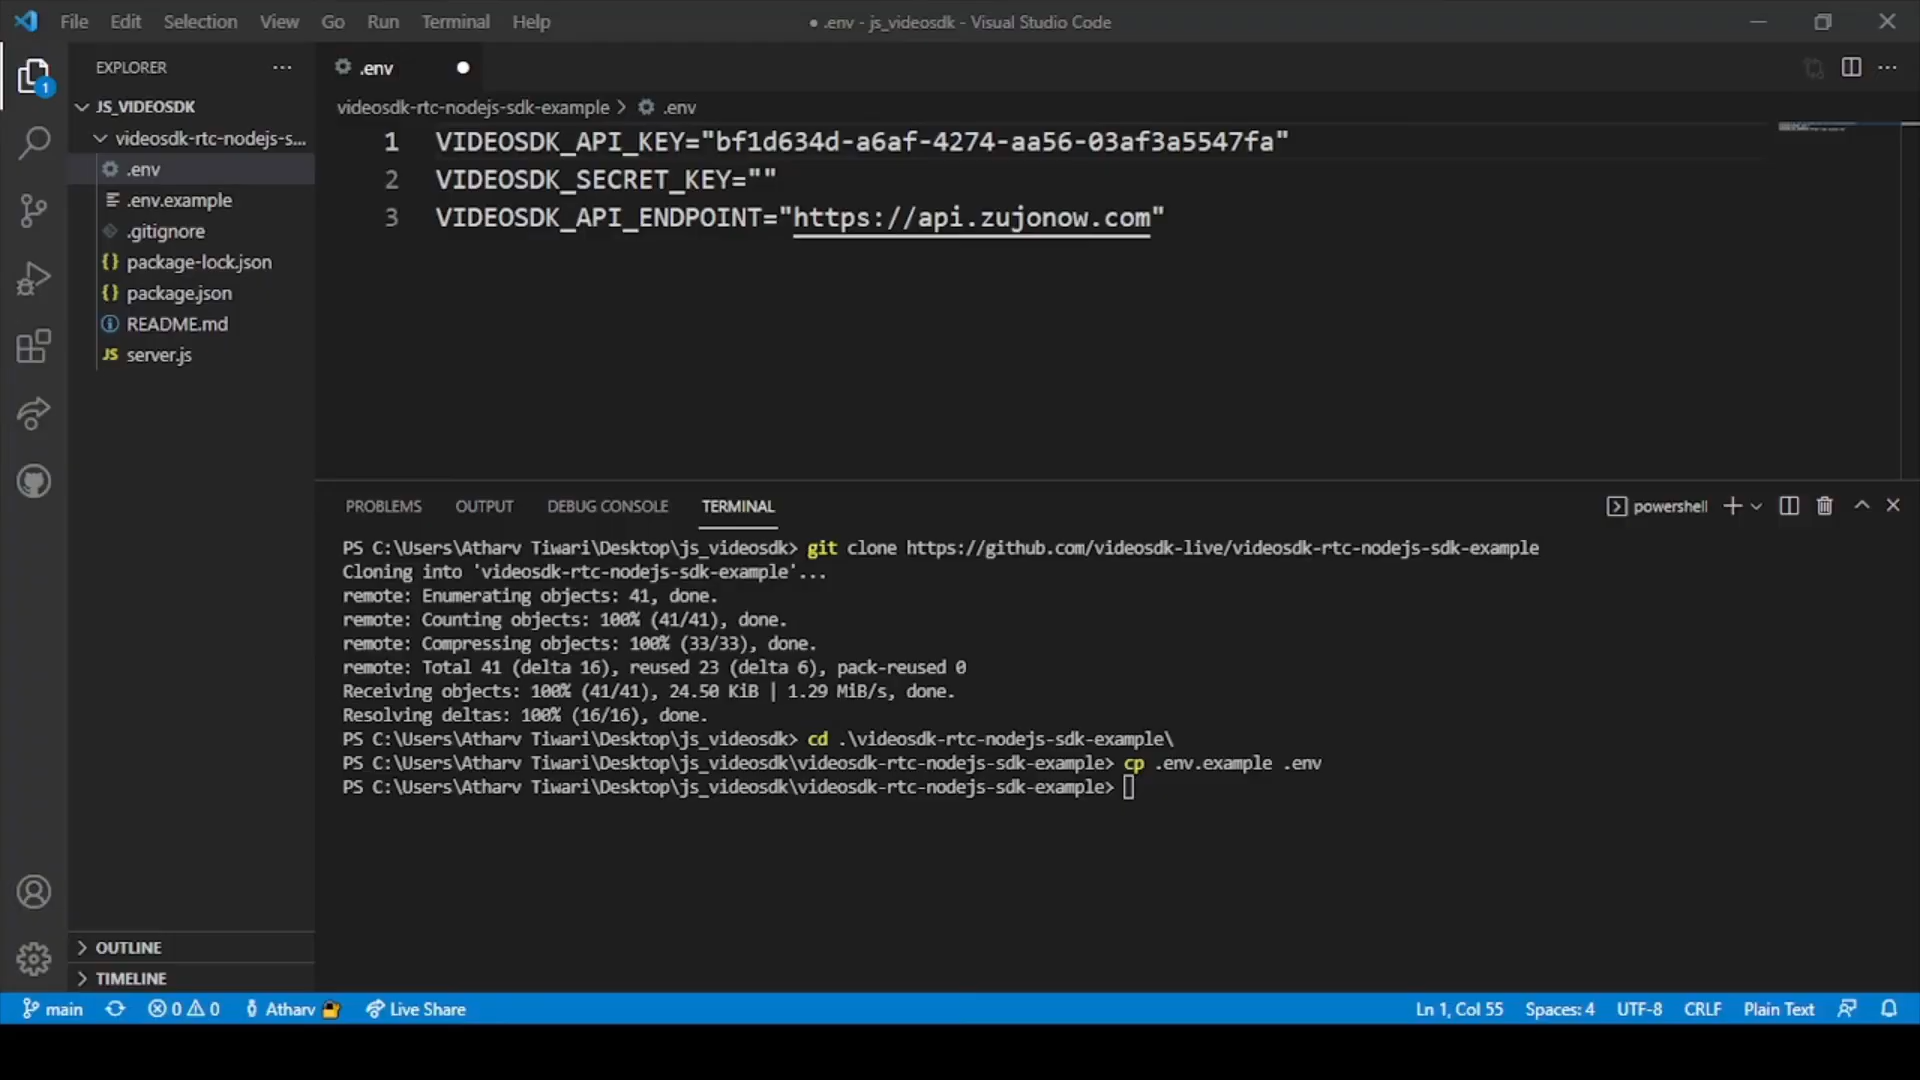 File Edit Selection View Go Run Terminal Help
● .env - js_videosdk - Visual Studio Code
1
EXPLORER
JS_VIDEOSDK
videosdk-rtc-nodejs-s...
.env
.env.example
.gitignore
{} package-lock.json
{} package.json
README.md
JS server.js
OUTLINE
TIMELINE
.env
videosdk-rtc-nodejs-sdk-example > .env
1 VIDEOSDK_API_KEY="bf1d634d-a6af-4274-aa56-03af3a5547fa"
2 VIDEOSDK_SECRET_KEY=""
3 VIDEOSDK_API_ENDPOINT="https://api.zujonow.com"
PROBLEMS OUTPUT DEBUG CONSOLE TERMINAL
powershell
PS C:\Users\Atharv Tiwari\Desktop\js_videosdk> git clone https://github.com/videosdk-live/videosdk-rtc-nodejs-sdk-example
Cloning into 'videosdk-rtc-nodejs-sdk-example'...
remote: Enumerating objects: 41, done.
remote: Counting objects: 100% (41/41), done.
remote: Compressing objects: 100% (33/33), done.
remote: Total 41 (delta 16), reused 23 (delta 6), pack-reused 0
Receiving objects: 100% (41/41), 24.50 KiB | 1.29 MiB/s, done.
Resolving deltas: 100% (16/16), done.
PS C:\Users\Atharv Tiwari\Desktop\js_videosdk> cd .\videosdk-rtc-nodejs-sdk-example\
PS C:\Users\Atharv Tiwari\Desktop\js_videosdk\videosdk-rtc-nodejs-sdk-example> cp .env.example .env
PS C:\Users\Atharv Tiwari\Desktop\js_videosdk\videosdk-rtc-nodejs-sdk-example>
main 0 0 Atharv Live Share
Ln 1, Col 55 Spaces: 4 UTF-8 CRLF Plain Text